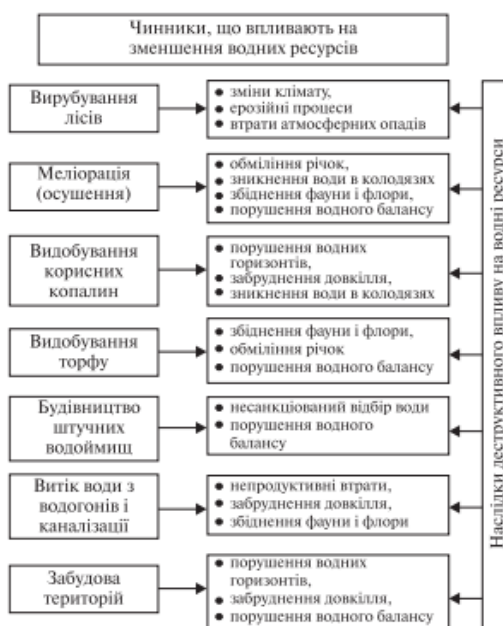 Чинники, що впливають на
зменшення водних ресурсів
Вирубування
лісів
● зміни клімату,
● ерозійні процеси
● втрати атмосферних опадів
Меліорація
(осушення)
● обміління річок,
● зникнення води в колодязях
● збіднення фауни і флори,
● порушення водного балансу
Видобування
корисних
копалин
● порушення водних
горизонтів,
● забруднення довкілля,
● зникнення води в колодязях
Видобування
торфу
● збіднення фауни і флори,
● обміління річок
● порушення водного балансу
Будівництво
штучних
водоймищ
● несанкціований відбір води
● порушення водного
балансу
Витік води з
водогонів і
каналізації
● непродуктивні втрати,
● забруднення довкілля,
● збіднення фауни і флори
Забудова
територій
● порушення водних
горизонтів,
● забруднення довкілля,
● порушення водного балансу
Наслідки деструктивного впливу на водні ресурси